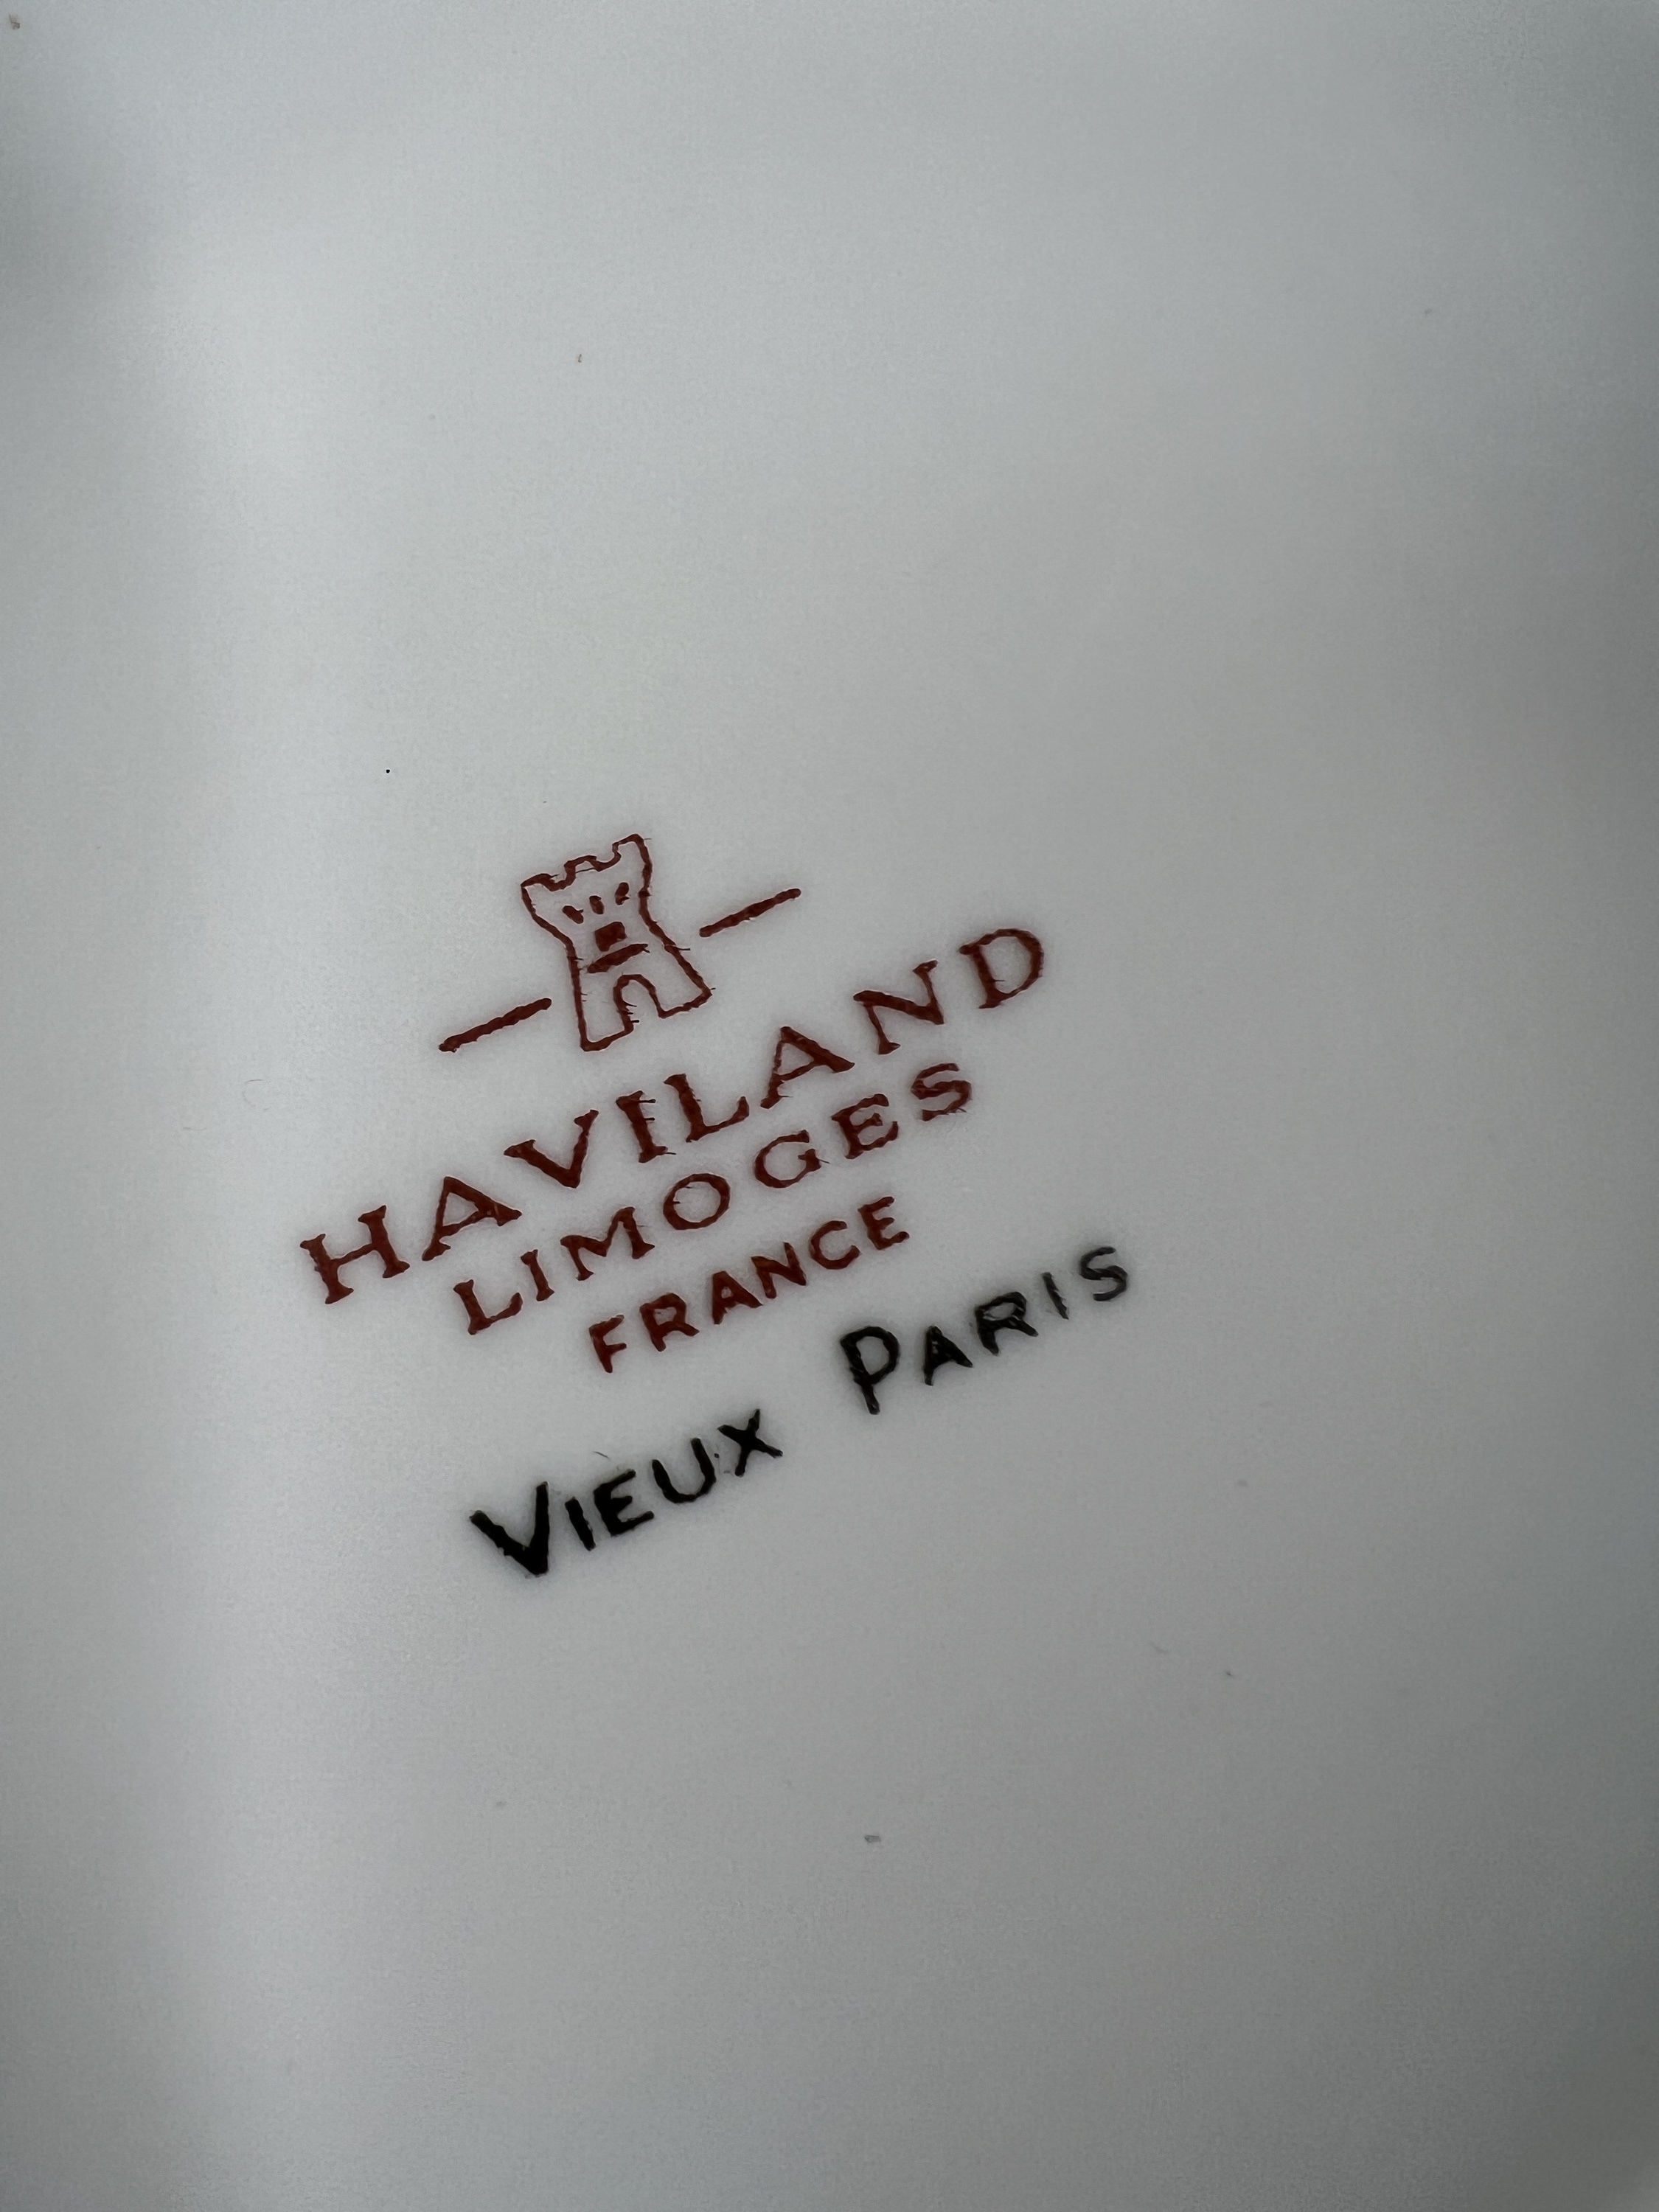 HAVILAND
LIMOGES
FRANCE
VIEUX PARIS